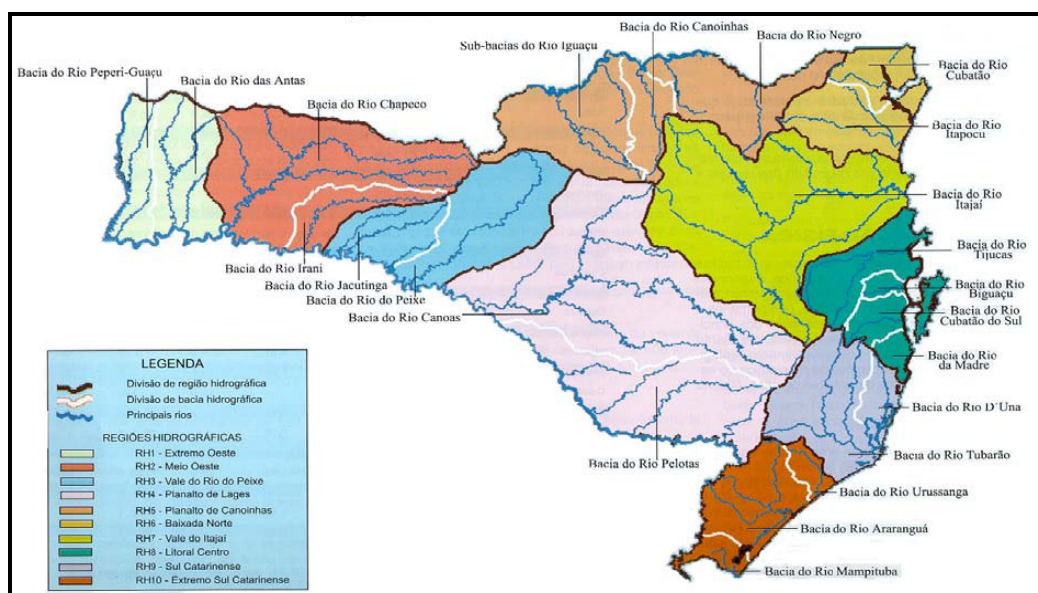 Bacia do Rio Canoinhas
Sub-bacias do Rio Iguaçu
Bacia do Rio Negro
Bacia do Rio Peperi-Guaçu
Bacia do Rio das Antas
Bacia do Rio
Cubatão
Bacia do Rio Chapeco
Bacia do Rio
Itapocu
Bacia do Rio
Itajaí
Bacia do Rio
Tijucas
Bacia do Rio Irani
Bacia do Rio Jacutinga
Bacia do Rio do Peixe
Bacia do Rio
Biguaçu
Bacia do Rio Canoas
Bacia do Rio
Cubatão do Sul
Bacia do Rio
da Madre
Bacia do Rio D'Una
Bacia do Rio Tubarão
Bacia do Rio Pelotas
Bacia do Rio Urussanga
Bacia do Rio Araranguá
Bacia do Rio Mampituba
LEGENDA
Divisão de região hidrográfica
Divisão de bacia hidrográfica
Principais rios
REGIÕES HIDROGRÁFICAS
RH1 - Extremo Oeste
RH2 - Meio Oeste
RH3 - Vale do Rio do Peixe
RH4 - Planalto de Lages
RH5 - Planalto de Canoinhas
RH6 - Baixada Norte
RH7 - Vale do Itajaí
RH8 - Litoral Centro
RH9 - Sul Catarinense
RH10 - Extremo Sul Catarinense